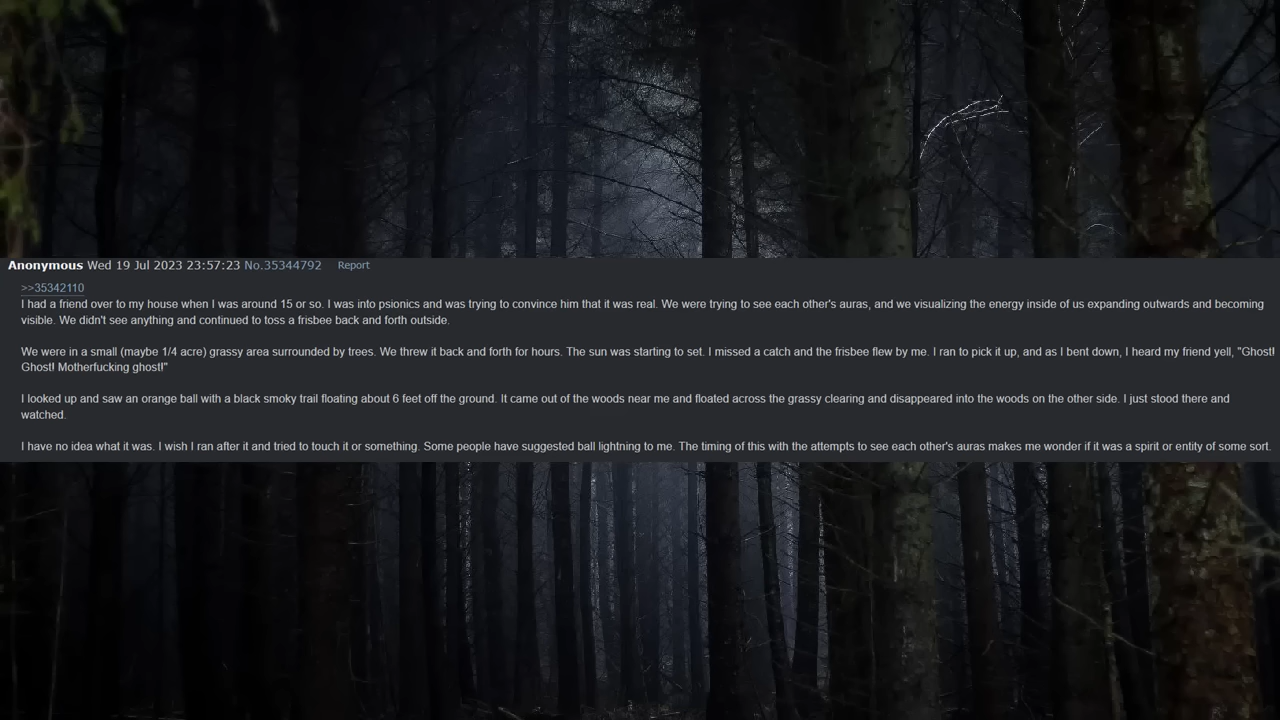 Anonymous Wed 19 Jul 2023 23:57:23 No.35344792 Report
>>35342110
I had a friend over to my house when I was around 15 or so. I was into psionics and was trying to convince him that it was real. We were trying to see each other's auras, and we visualizing the energy inside of us expanding outwards and becoming
visible. We didn't see anything and continued to toss a frisbee back and forth outside.
We were in a small (maybe 1/4 acre) grassy area surrounded by trees. We threw it back and forth for hours. The sun was starting to set. I missed a catch and the frisbee flew by me. I ran to pick it up, and as I bent down, I heard my friend yell, "Ghost!
Ghost! Motherfucking ghost!"
I looked up and saw an orange ball with a black smoky trail floating about 6 feet off the ground. It came out of the woods near me and floated across the grassy clearing and disappeared into the woods on the other side. I just stood there and
watched.
I have no idea what it was. I wish I ran after it and tried to touch it or something. Some people have suggested ball lightning to me. The timing of this with the attempts to see each other's auras makes me wonder if it was a spirit or entity of some sort.